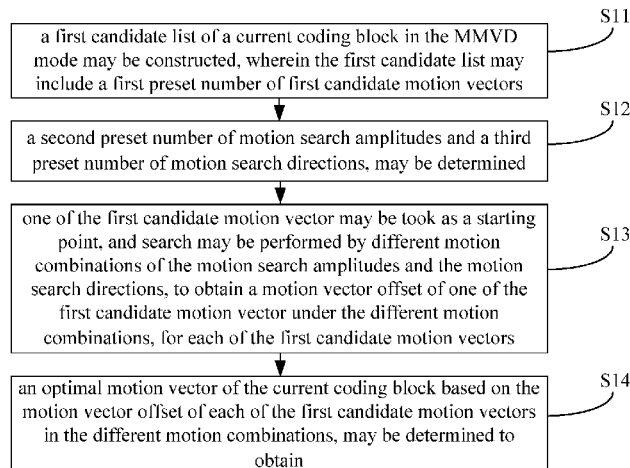 S11
a first candidate list of a current coding block in the MMVD
mode may be constructed, wherein the first candidate list may
include a first preset number of first candidate motion vectors
S12
a second preset number of motion search amplitudes and a third
preset number of motion search directions, may be determined
S13
one of the first candidate motion vector may be took as a starting
point, and search may be performed by different motion
combinations of the motion search amplitudes and the motion
search directions, to obtain a motion vector offset of one of the
first candidate motion vector under the different motion
combinations, for each of the first candidate motion vectors
S14
an optimal motion vector of the current coding block based on the
motion vector offset of each of the first candidate motion vectors
in the different motion combinations, may be determined to
obtain